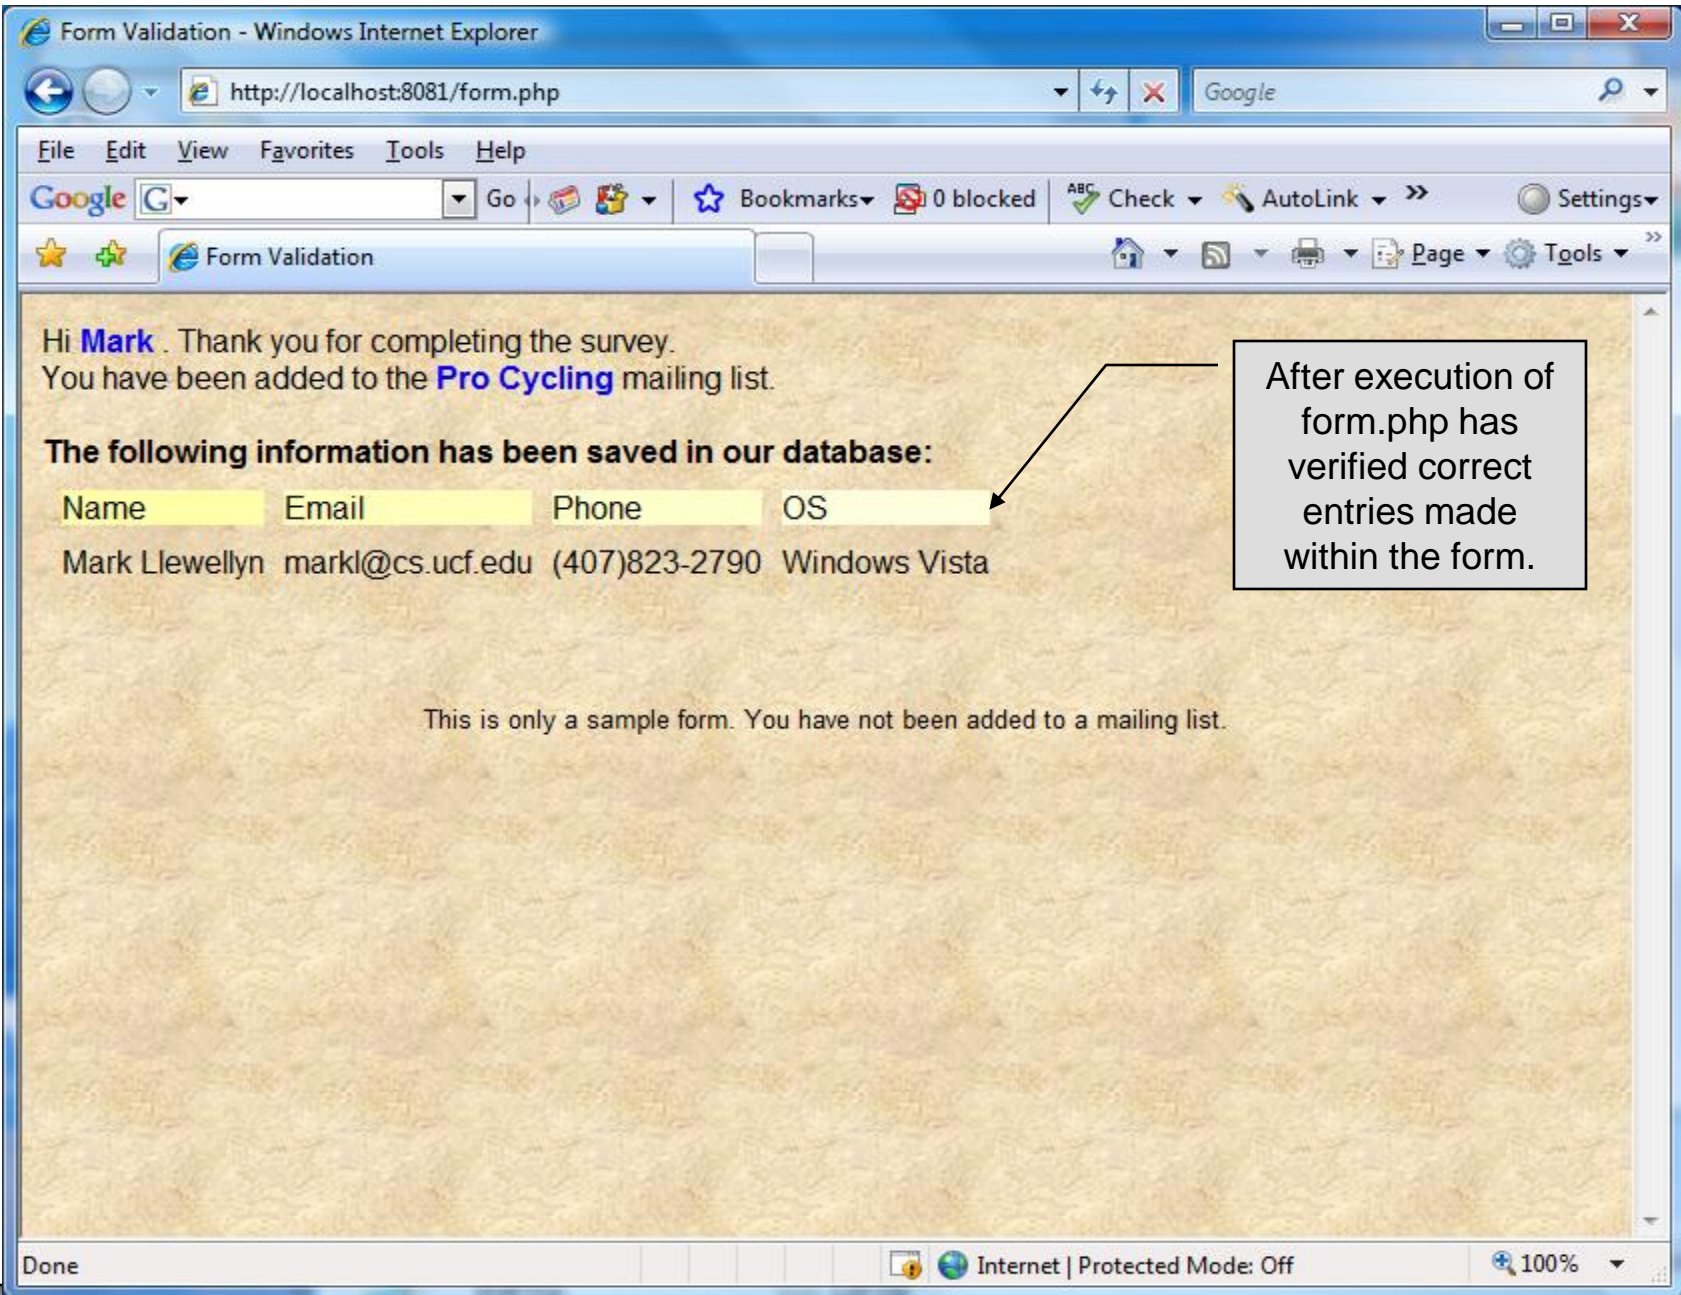 Form Validation - Windows Internet Explorer
http://localhost:8081/form.php
Google
File Edit View Favorites Tools Help
Google G Go Bookmarks 0 blocked ABC Check AutoLink » Settings
Form Validation Page Tools »
Hi Mark . Thank you for completing the survey.
You have been added to the Pro Cycling mailing list.
The following information has been saved in our database:
Name Email Phone OS
Mark Llewellyn markl@cs.ucf.edu (407)823-2790 Windows Vista
After execution of
form.php has
verified correct
entries made
within the form.
This is only a sample form. You have not been added to a mailing list.
Done Internet | Protected Mode: Off 100%